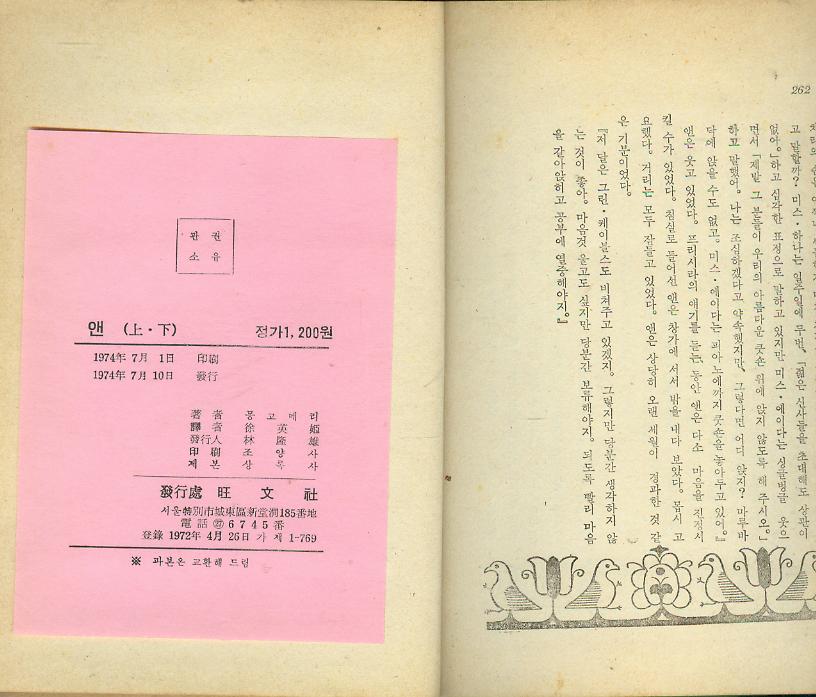 262
고 말할까? 미스·하나는 일주일에 두번, 「젊은 신사들을 초대해도 상관이
없아.」하고 심각한 표정으로 말하고 있지만 미스·에이다는 싱글벙글 웃으
면서 「제발 그 분들이 우리의 아름다운 쿳숀 위에 앉지 않도록 해 주시오.」
하고 말했어. 나는 조심하겠다고 약속했지만, 그렇다면 어디 앉지? 마루바
닥에 앉을 수도 없고. 미스·에이다는 피아노에까지 쿳숀을 놓아두고 있어.』
앤은 웃고 있었다. 프리시라의 얘기를 듣는 동안 앤은 다소 마음을 진정시
킬 수가 있었다. 침실로 들어선 앤은 창가에 서서 밖을 내다 보았다. 몹시 고
요했다. 거리는 모두 잠들고 있었다. 앤은 상당히 오랜 세월이 경과한 것 같
은 기분이었다.
『저 달은 그린·케이블스도 비쳐주고 있겠지. 그렇지만 당분간 생각하지 않
는 것이 좋아. 마음껏 울고도 싶지만 당분간 보류해야지. 되도록 빨리 마음
을 갈아앉히고 공부에 열중해야지.』
판권
소유
앤 (上·下) 정가1, 200원
1974年 7月 1日 印刷
1974年 7月 10日 發行
著者 몽고메리
譯者 徐英姬
發行人 林隆雄
印刷 조양사
제본 상록사
發行處 旺文社
서울特別市城東區新堂洞185番地
電話 ㉗ 6745番
登錄 1972年 4月 26日 가 제 1-769
※ 파본은 교환해 드림